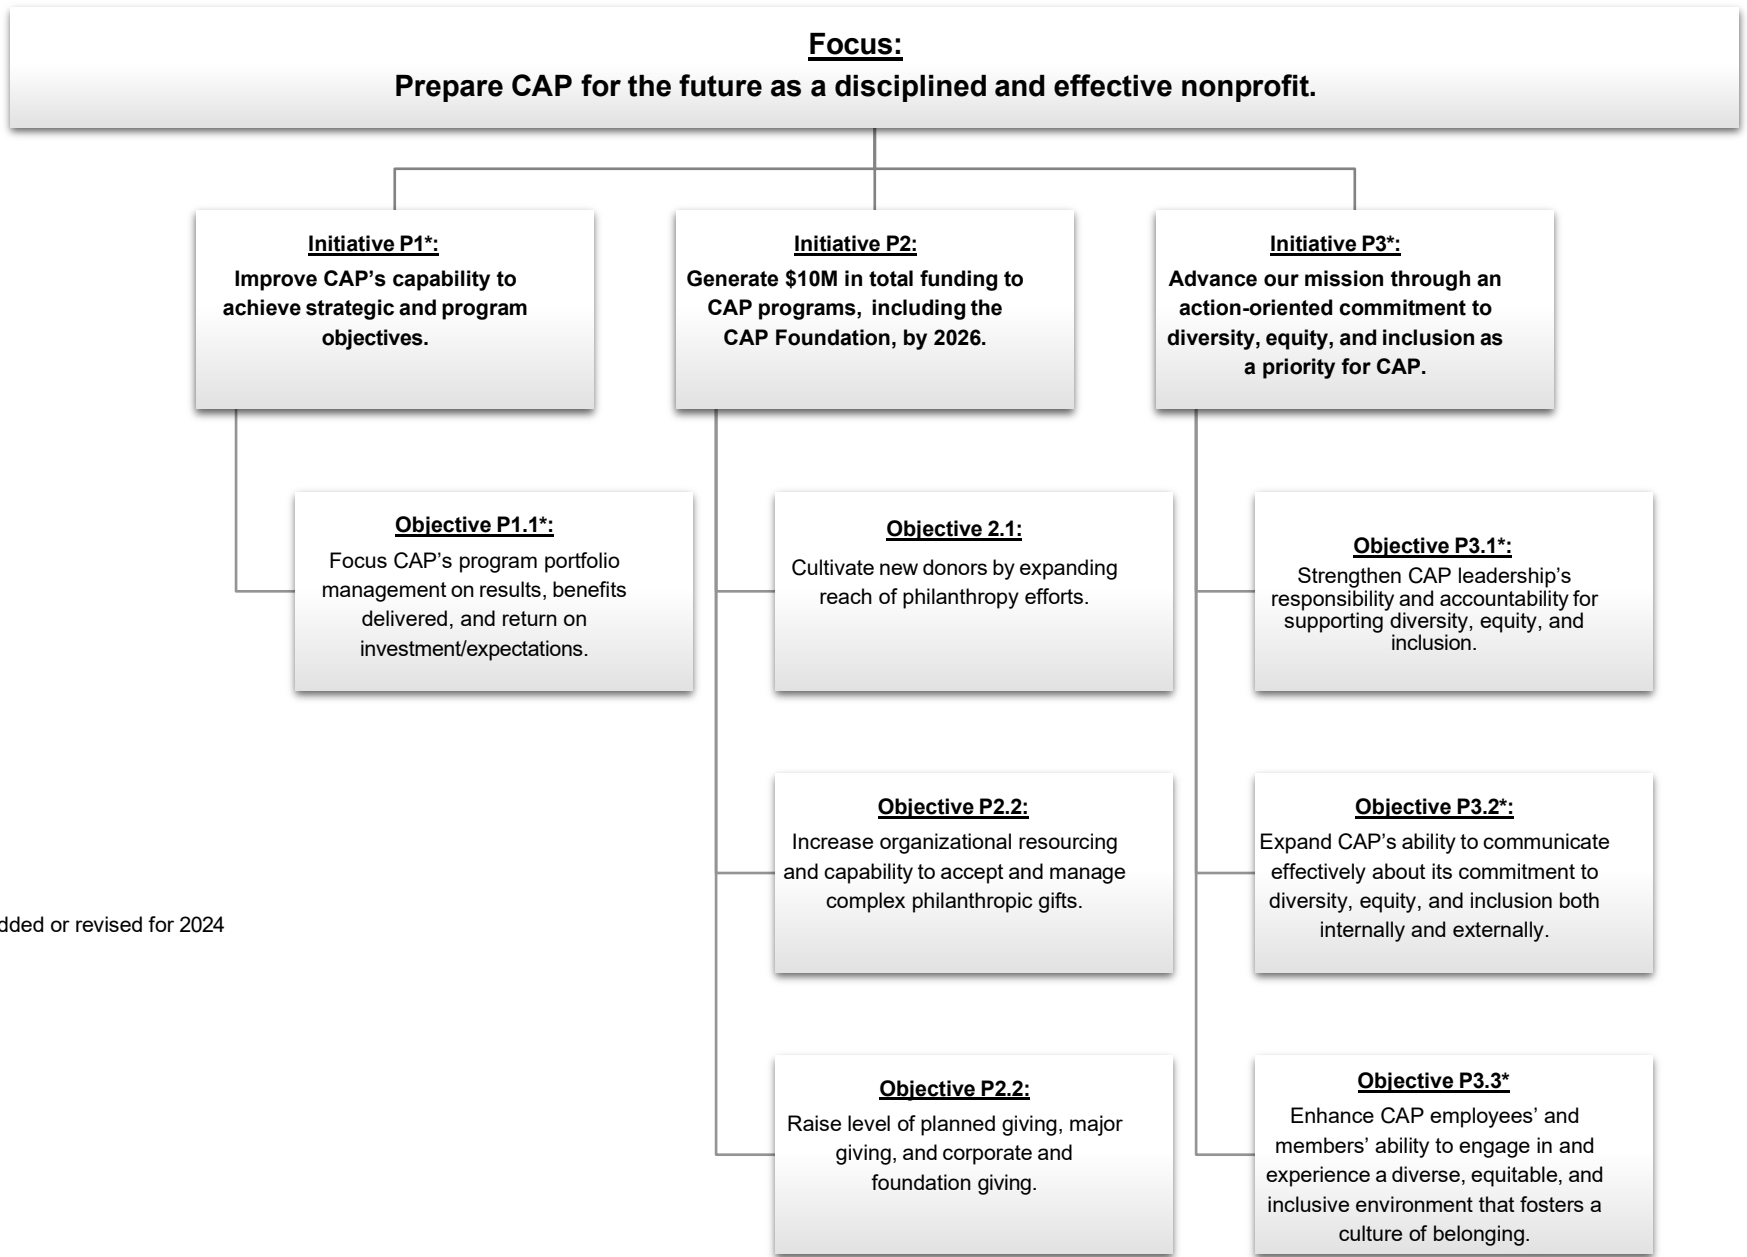 Focus:
Prepare CAP for the future as a disciplined and effective nonprofit.
Initiative P1*:
Improve CAP’s capability to
achieve strategic and program
objectives.
Initiative P2:
Generate $10M in total funding to
CAP programs, including the
CAP Foundation, by 2026.
Initiative P3*:
Advance our mission through an
action-oriented commitment to
diversity, equity, and inclusion as
a priority for CAP.
Objective P1.1*:
Focus CAP’s program portfolio
management on results, benefits
delivered, and return on
investment/expectations.
Objective 2.1:
Cultivate new donors by expanding
reach of philanthropy efforts.
Objective P3.1*:
Strengthen CAP leadership’s
responsibility and accountability for
supporting diversity, equity, and
inclusion.
Objective P2.2:
Increase organizational resourcing
and capability to accept and manage
complex philanthropic gifts.
Objective P3.2*:
Expand CAP’s ability to communicate
effectively about its commitment to
diversity, equity, and inclusion both
internally and externally.
dded or revised for 2024
Objective P2.2:
Raise level of planned giving, major
giving, and corporate and
foundation giving.
Objective P3.3*
Enhance CAP employees’ and
members’ ability to engage in and
experience a diverse, equitable, and
inclusive environment that fosters a
culture of belonging.